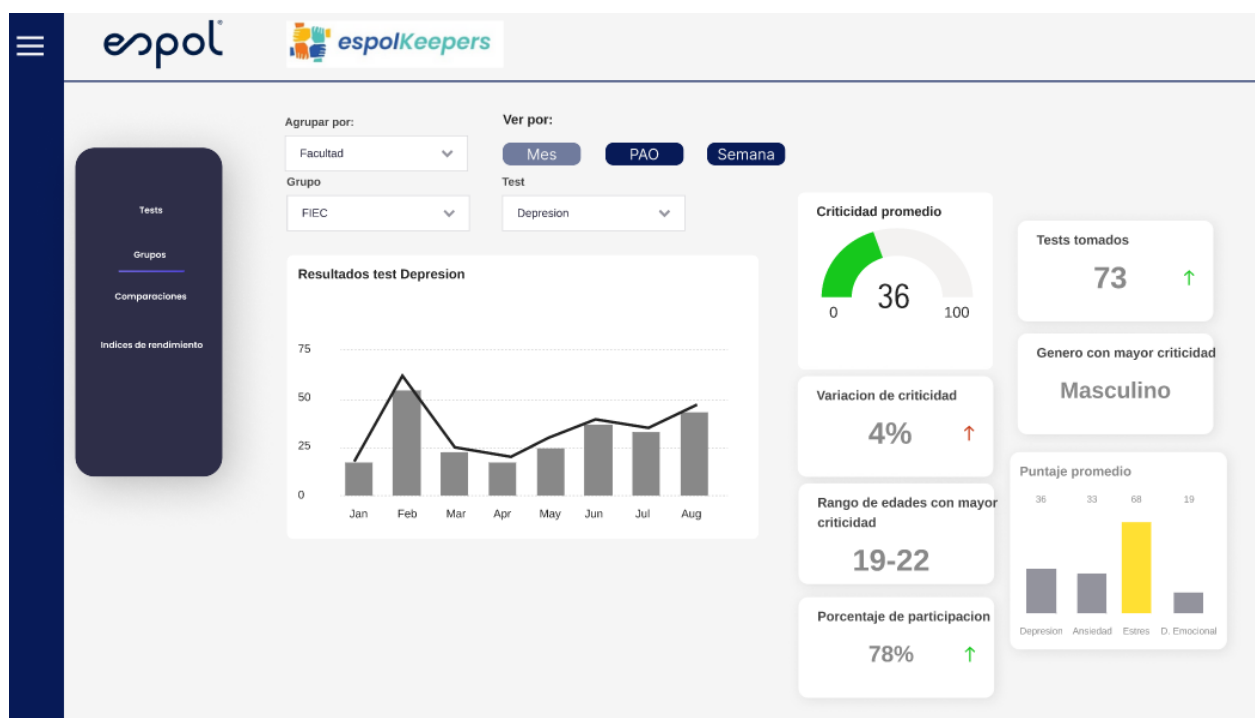 espol
espolKeepers
Tests
Grupos
Comparaciones
Indices de rendimiento
Agrupar por:
Facultad
Ver por:
Mes
PAO
Semana
Grupo
FIEC
Test
Depresion
Resultados test Depresion
75
50
25
0
Jan Feb Mar Apr May Jun Jul Aug
Criticidad promedio
36
0 100
Variacion de criticidad
4%
Rango de edades con mayor
criticidad
19-22
Porcentaje de participacion
78%
Tests tomados
73
Genero con mayor criticidad
Masculino
Puntaje promedio
36 33 68 19
Depresion Ansiedad Estres D. Emocional